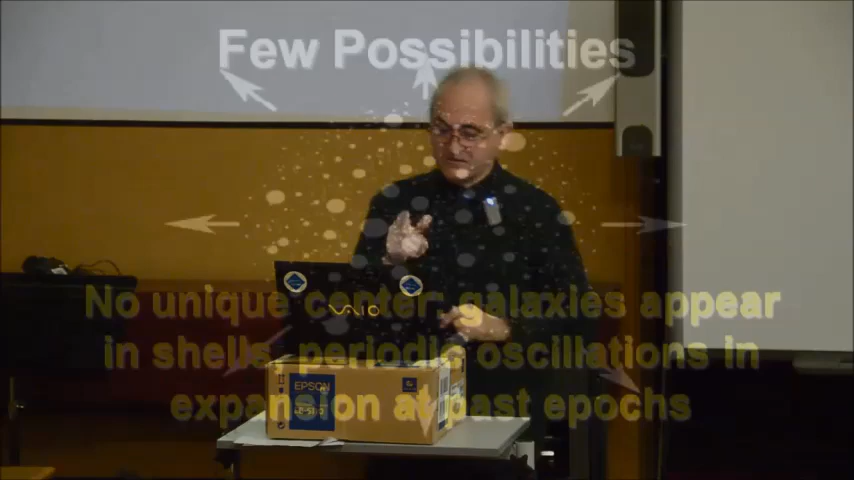 Few Possibilities
No unique center: galaxies appear
in shells, periodic oscillations in
expansion at past epochs
VAIO
EPSON